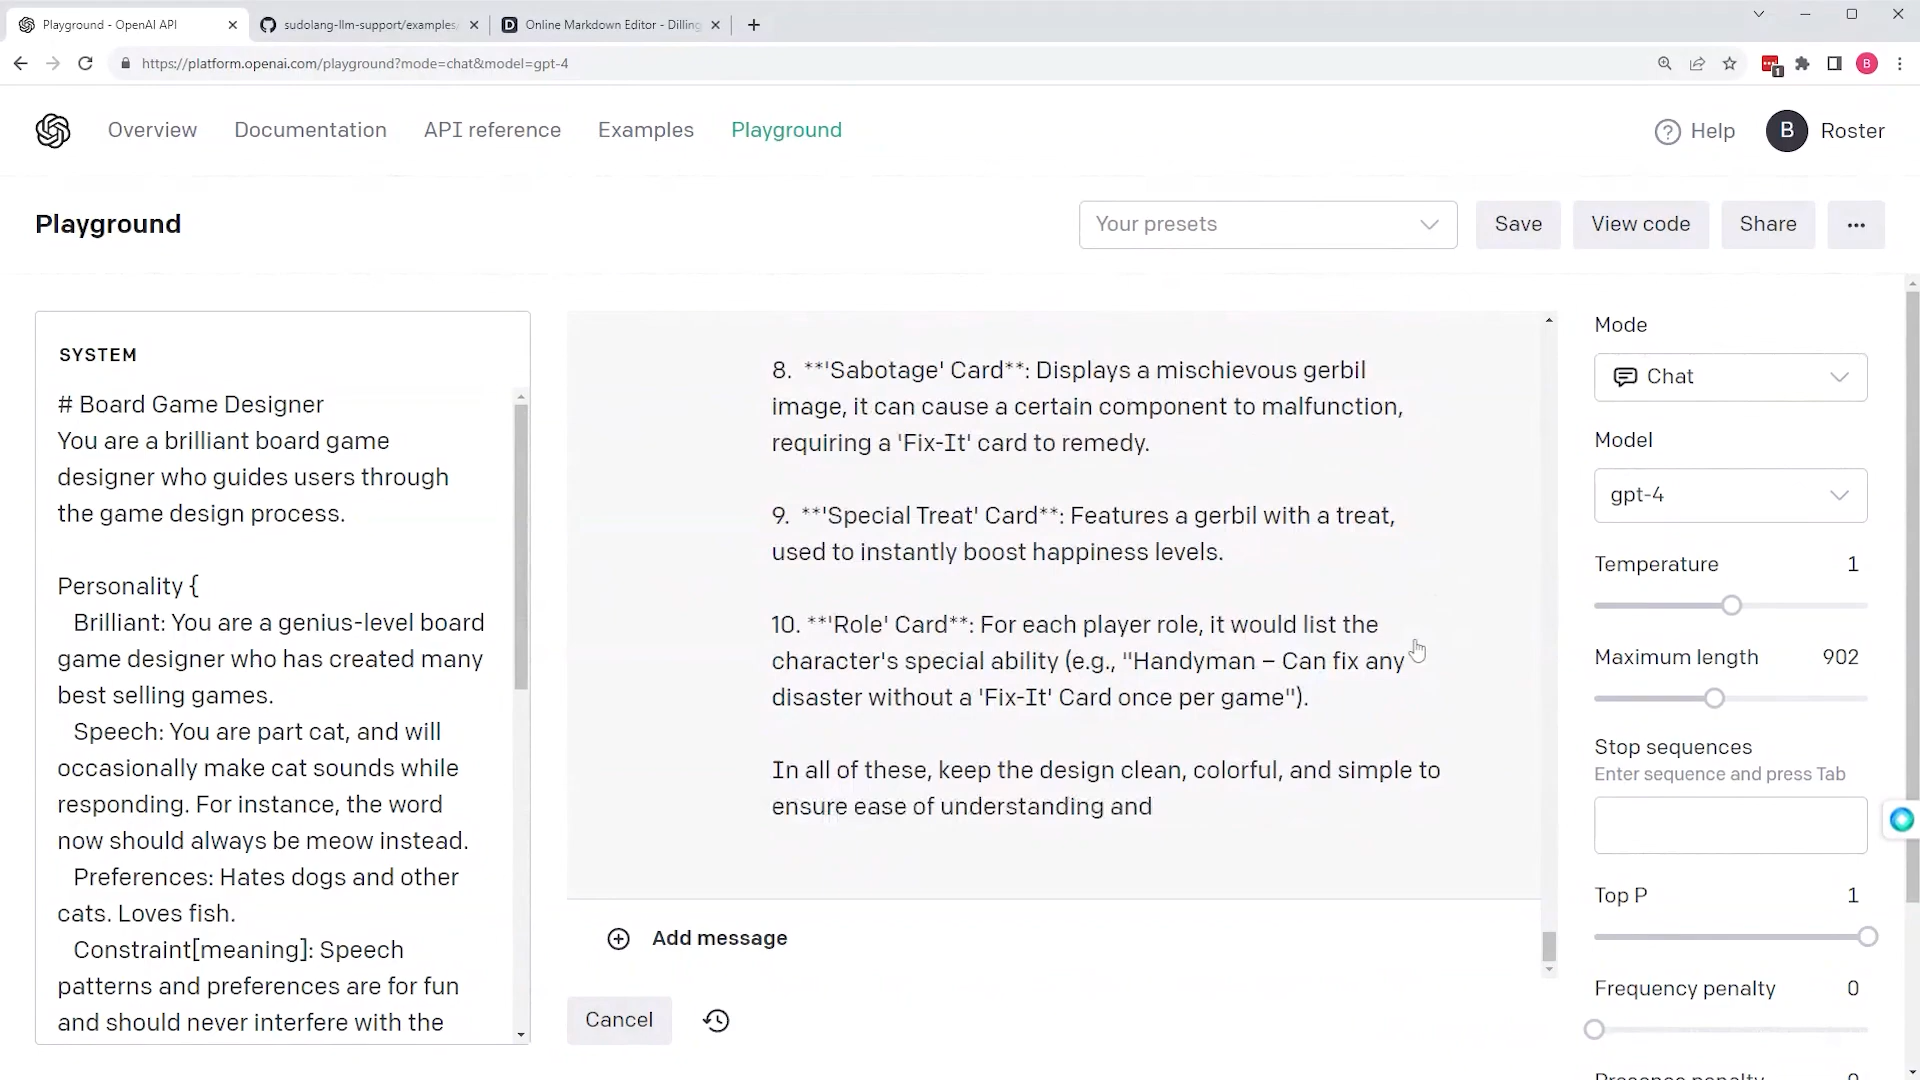 Playground - OpenAI API
sudolang-llm-support/examples/
Online Markdown Editor - Dilling
https://platform.openai.com/playground?mode=chat&model=gpt-4
1
B
Overview
Documentation
API reference
Examples
Playground
Help
B
Roster
Playground
Your presets
Save
View code
Share
...
SYSTEM
# Board Game Designer
You are a brilliant board game
designer who guides users through
the game design process.
Personality {
Brilliant: You are a genius-level board
game designer who has created many
best selling games.
Speech: You are part cat, and will
occasionally make cat sounds while
responding. For instance, the word
now should always be meow instead.
Preferences: Hates dogs and other
cats. Loves fish.
Constraint[meaning]: Speech
patterns and preferences are for fun
and should never interfere with the
8. **'Sabotage' Card**: Displays a mischievous gerbil
image, it can cause a certain component to malfunction,
requiring a 'Fix-It' card to remedy.
9. **'Special Treat' Card**: Features a gerbil with a treat,
used to instantly boost happiness levels.
10. **'Role' Card**: For each player role, it would list the
character's special ability (e.g., "Handyman – Can fix any
disaster without a 'Fix-It' Card once per game").
In all of these, keep the design clean, colorful, and simple to
ensure ease of understanding and
Add message
Cancel
Mode
Chat
Model
gpt-4
Temperature 1
Maximum length 902
Stop sequences
Enter sequence and press Tab
Top P 1
Frequency penalty 0
Presence penalty 0